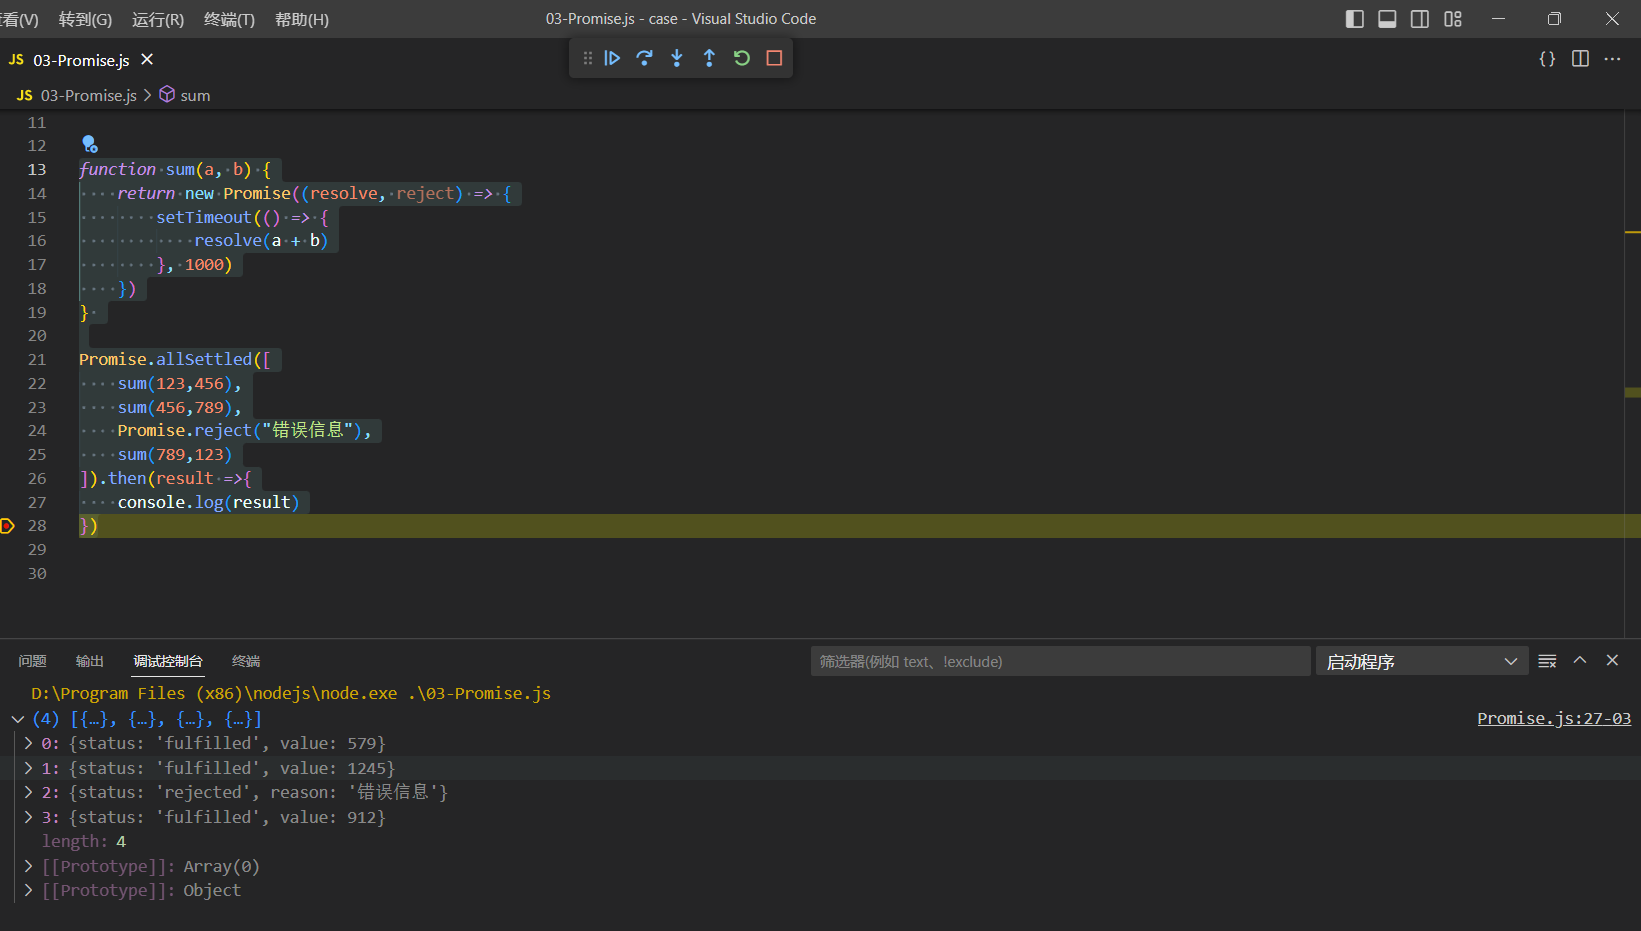 查看(V) 转到(G) 运行(R) 终端(T) 帮助(H) 03-Promise.js - case - Visual Studio Code
JS 03-Promise.js
JS 03-Promise.js > sum
11
12
13 function sum(a, b) {
14 return new Promise((resolve, reject) => {
15 setTimeout(() => {
16 resolve(a + b)
17 }, 1000)
18 })
19 }
20
21 Promise.allSettled([
22 sum(123,456),
23 sum(456,789),
24 Promise.reject("错误信息"),
25 sum(789,123)
26 ]).then(result =>{
27 console.log(result)
28 })
29
30
问题 输出 调试控制台 终端 筛选器(例如 text、!exclude) 启动程序
D:\Program Files (x86)\nodejs\node.exe .\03-Promise.js
(4) [{…}, {…}, {…}, {…}] Promise.js:27-03
0: {status: 'fulfilled', value: 579}
1: {status: 'fulfilled', value: 1245}
2: {status: 'rejected', reason: '错误信息'}
3: {status: 'fulfilled', value: 912}
length: 4
[[Prototype]]: Array(0)
[[Prototype]]: Object